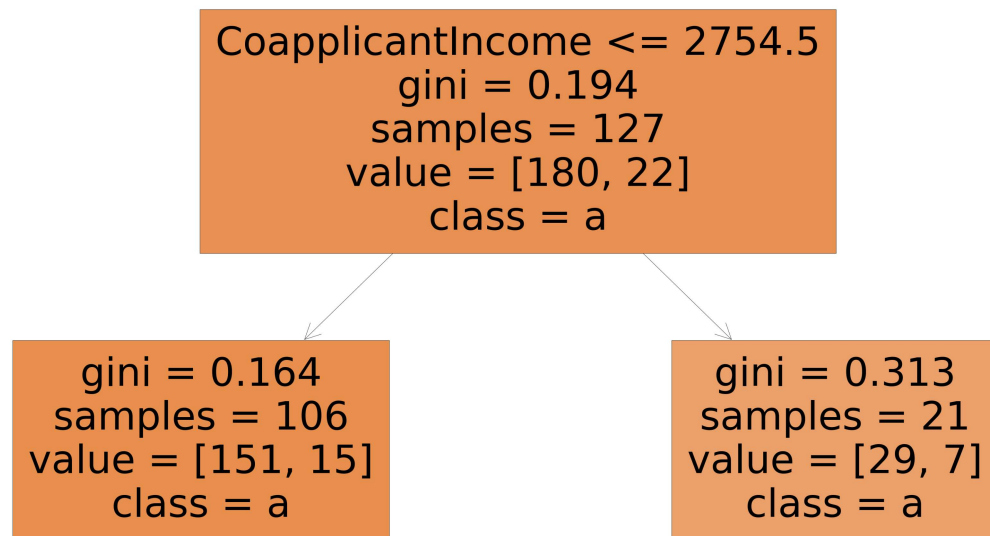 CoapplicantIncome <= 2754.5
gini = 0.194
samples = 127
value = [180, 22]
class = a
gini = 0.164
samples = 106
value = [151, 15]
class = a
gini = 0.313
samples = 21
value = [29, 7]
class = a